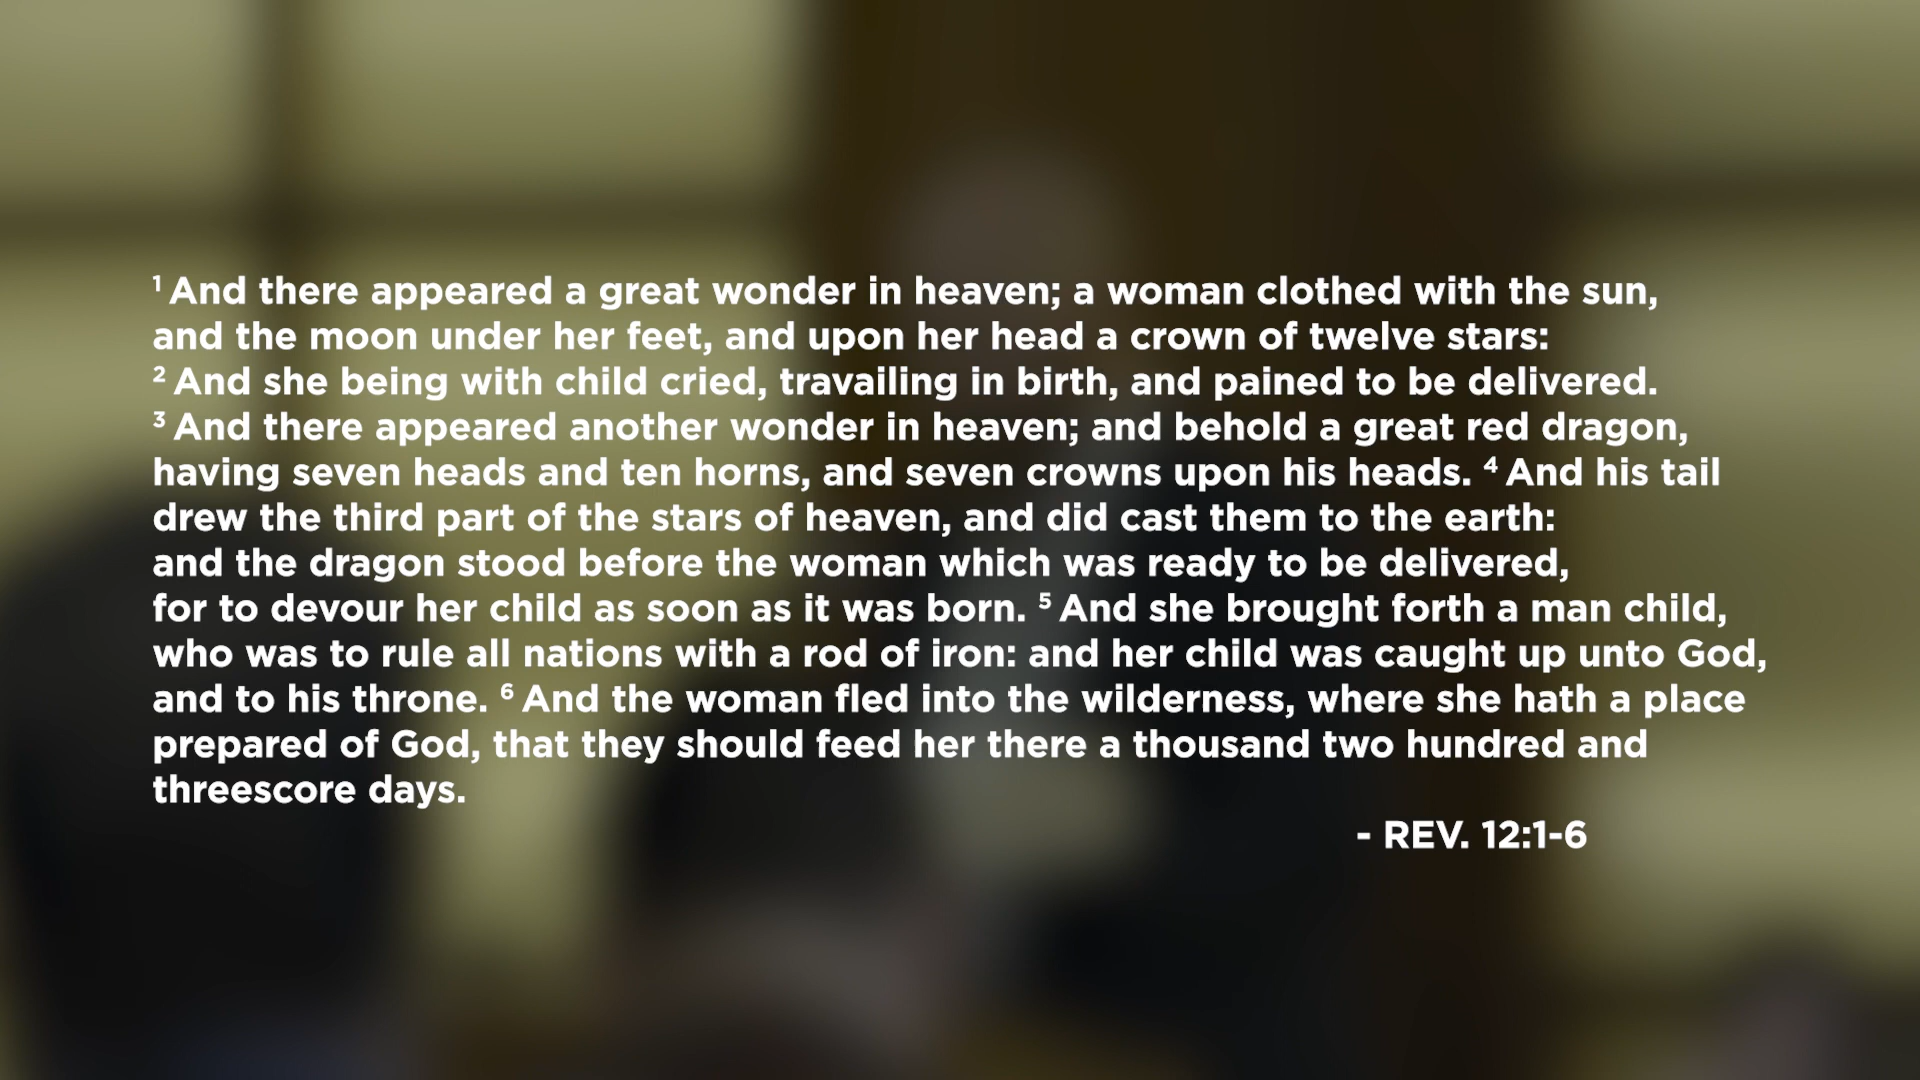 ¹ And there appeared a great wonder in heaven; a woman clothed with the sun,
and the moon under her feet, and upon her head a crown of twelve stars:
² And she being with child cried, travailing in birth, and pained to be delivered.
³ And there appeared another wonder in heaven; and behold a great red dragon,
having seven heads and ten horns, and seven crowns upon his heads. ⁴ And his tail
drew the third part of the stars of heaven, and did cast them to the earth:
and the dragon stood before the woman which was ready to be delivered,
for to devour her child as soon as it was born. ⁵ And she brought forth a man child,
who was to rule all nations with a rod of iron: and her child was caught up unto God,
and to his throne. ⁶ And the woman fled into the wilderness, where she hath a place
prepared of God, that they should feed her there a thousand two hundred and
threescore days.
- REV. 12:1-6